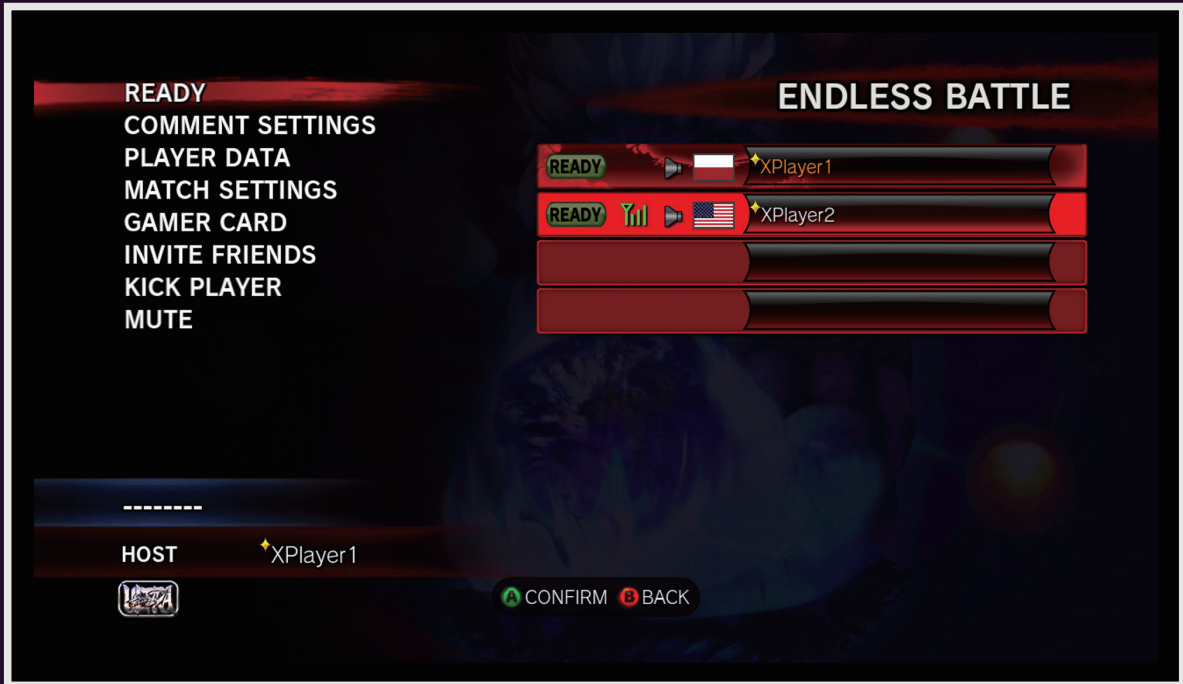 READY
COMMENT SETTINGS
PLAYER DATA
MATCH SETTINGS
GAMER CARD
INVITE FRIENDS
KICK PLAYER
MUTE
ENDLESS BATTLE
READY XPlayer1
READY XPlayer2
--------
HOST XPlayer1
A CONFIRM B BACK